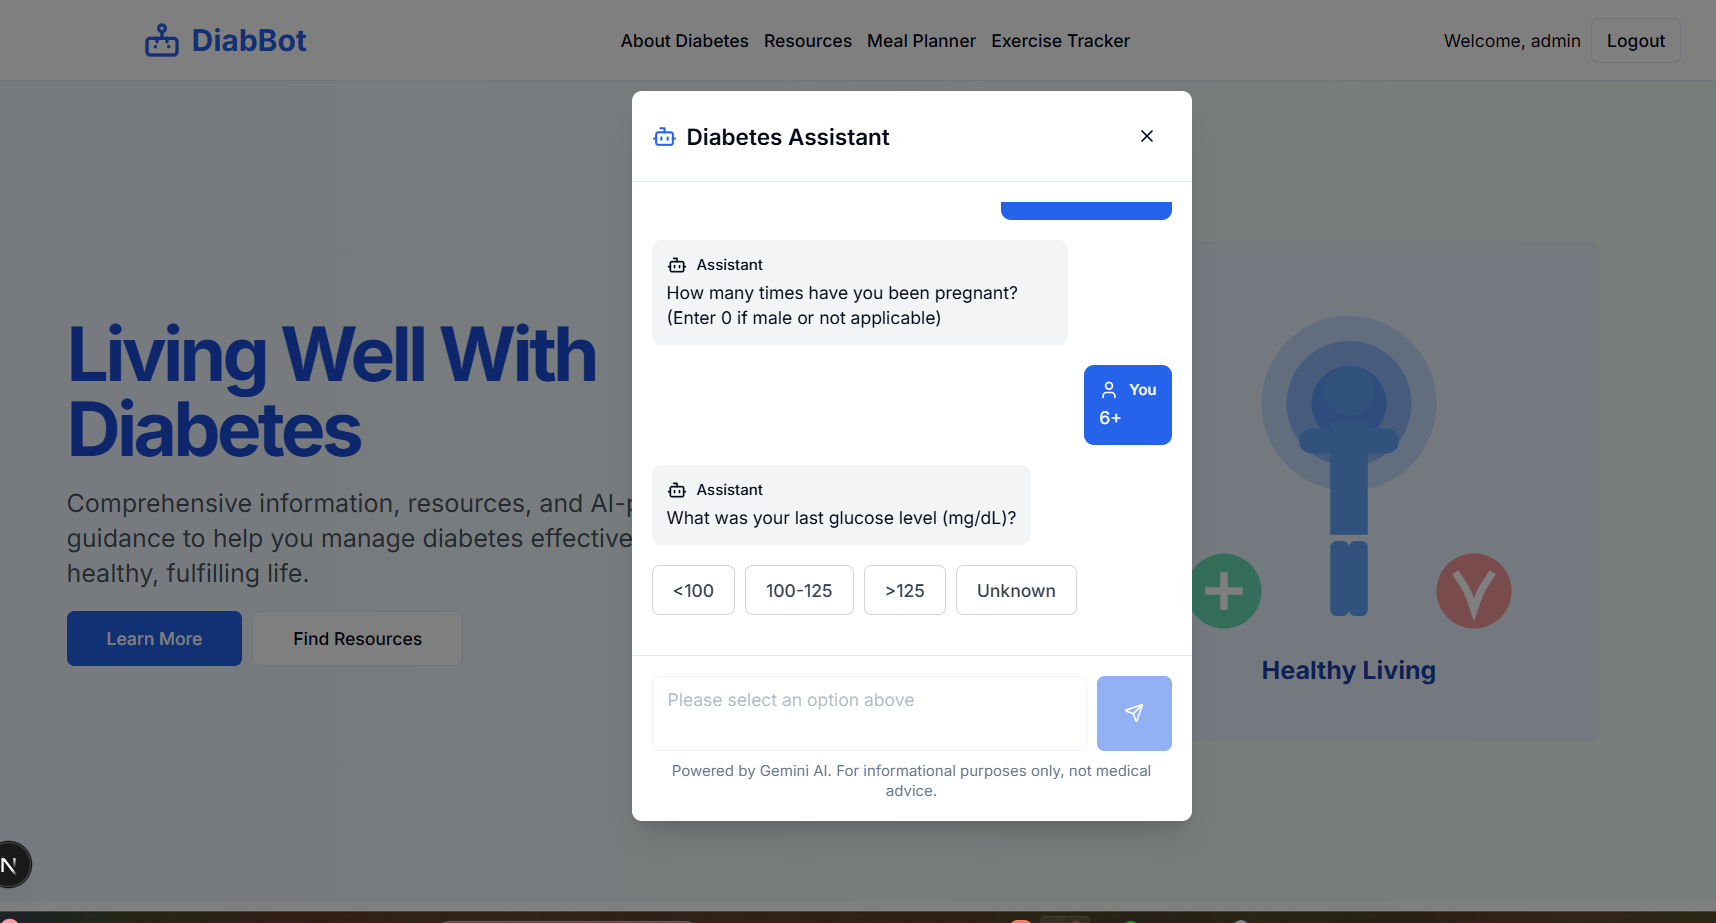 DiabBot
About Diabetes Resources Meal Planner Exercise Tracker
Welcome, admin Logout
Diabetes Assistant
Assistant
How many times have you been pregnant?
(Enter 0 if male or not applicable)
You
6+
Assistant
What was your last glucose level (mg/dL)?
<100 100-125 >125 Unknown
Please select an option above
Powered by Gemini AI. For informational purposes only, not medical
advice.
Living Well With
Diabetes
Comprehensive information, resources, and AI-
guidance to help you manage diabetes effective
healthy, fulfilling life.
Learn More Find Resources
Healthy Living
N